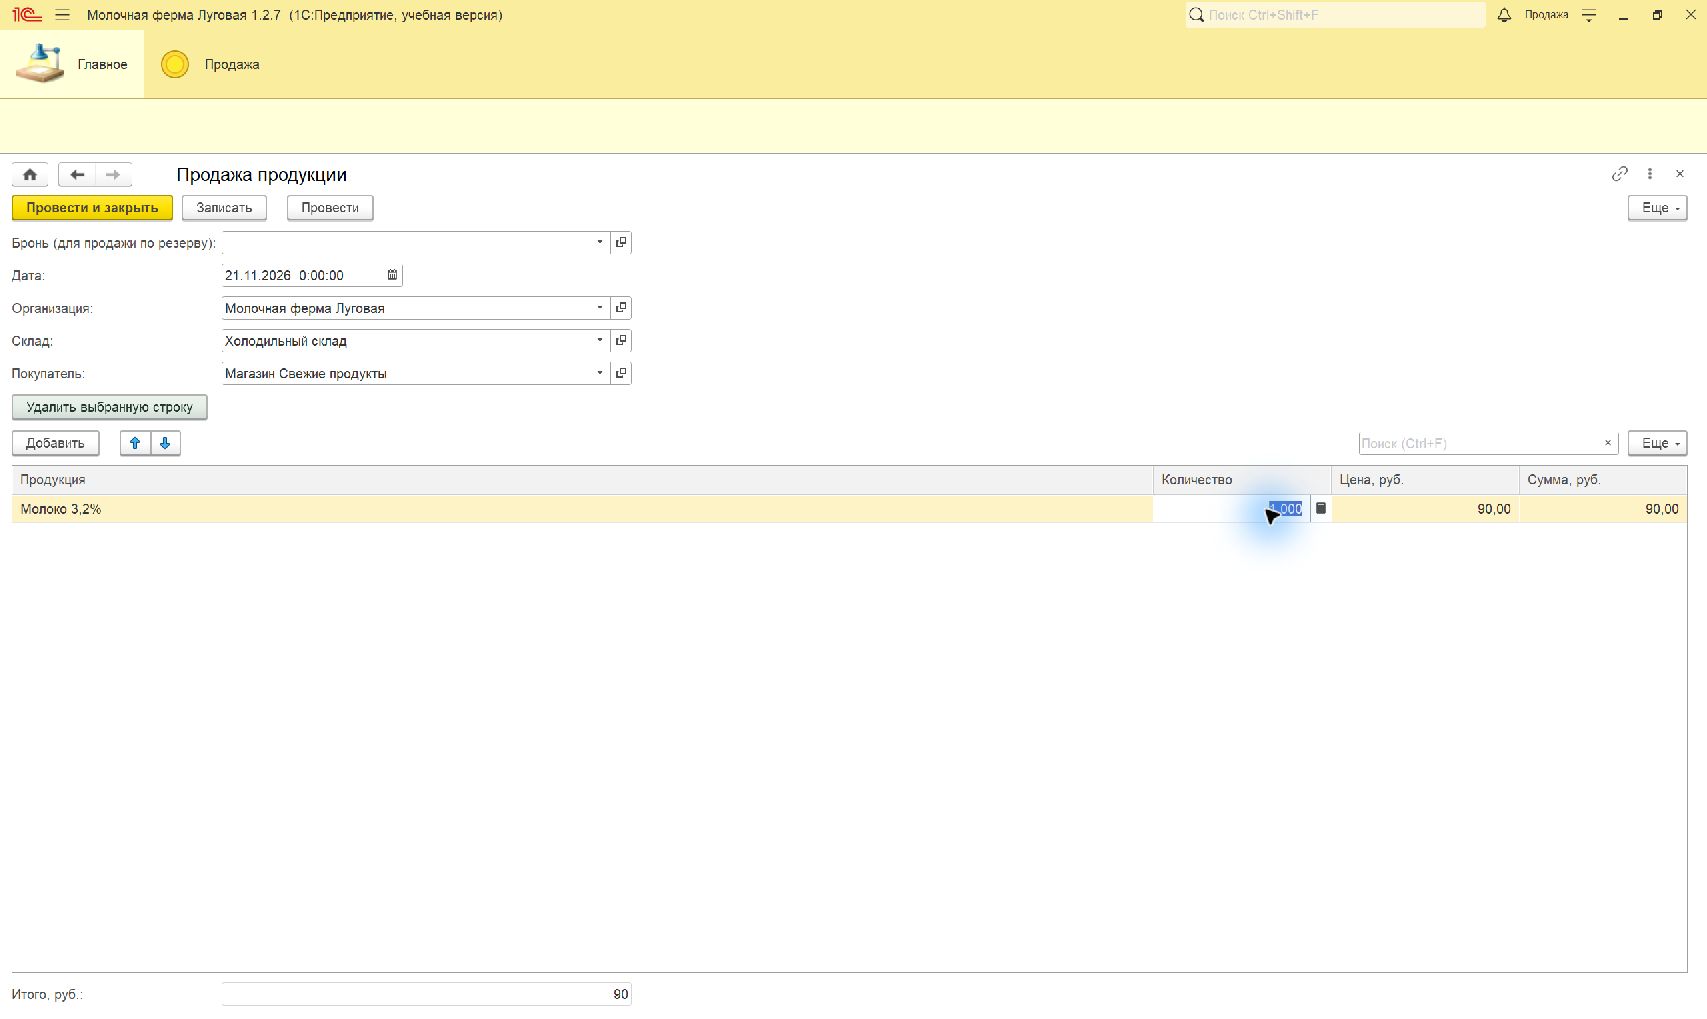 1С Молочная ферма Луговая 1.2.7 (1С:Предприятие, учебная версия) Поиск Ctrl+Shift+F Продажа
Главное Продажа
Продажа продукции
Провести и закрыть Записать Провести Еще
Бронь (для продажи по резерву):
Дата: 21.11.2026 0:00:00
Организация: Молочная ферма Луговая
Склад: Холодильный склад
Покупатель: Магазин Свежие продукты
Удалить выбранную строку
Добавить Поиск (Ctrl+F) × Еще
Продукция Количество Цена, руб. Сумма, руб.
Молоко 3,2% 1,000 90,00 90,00
Итого, руб.: 90